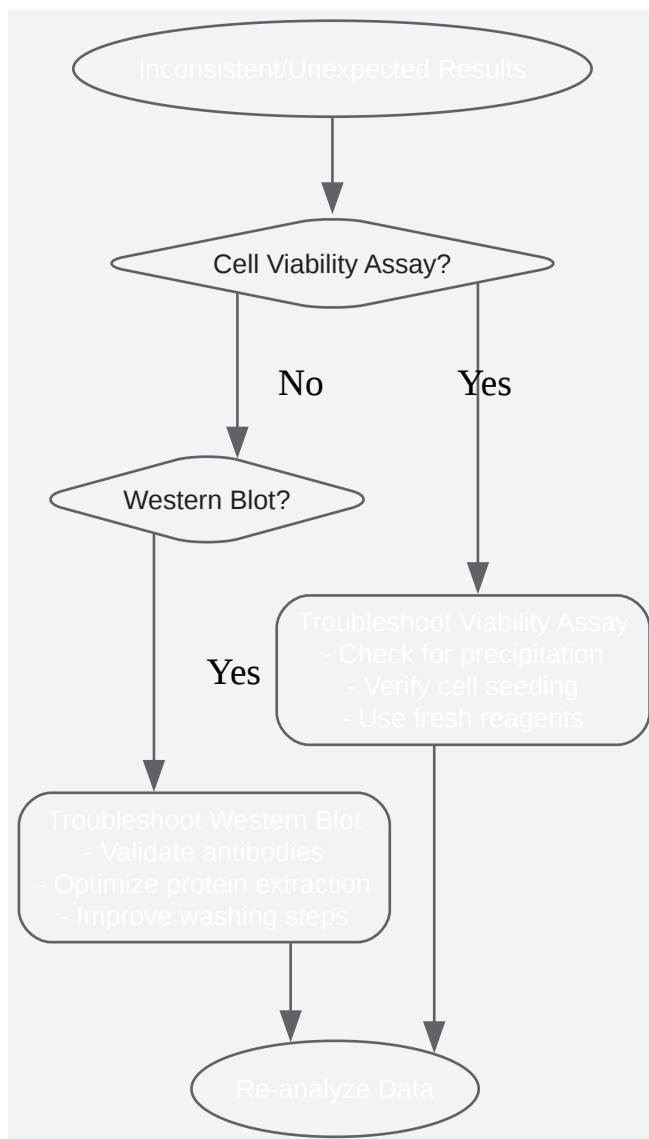 Inconsistent/Unexpected Results
Cell Viability Assay?
No
Yes
Western Blot?
Troubleshoot Viability Assay
- Check for precipitation
- Verify cell seeding
- Use fresh reagents
Yes
Troubleshoot Western Blot
- Validate antibodies
- Optimize protein extraction
- Improve washing steps
Re-analyze Data